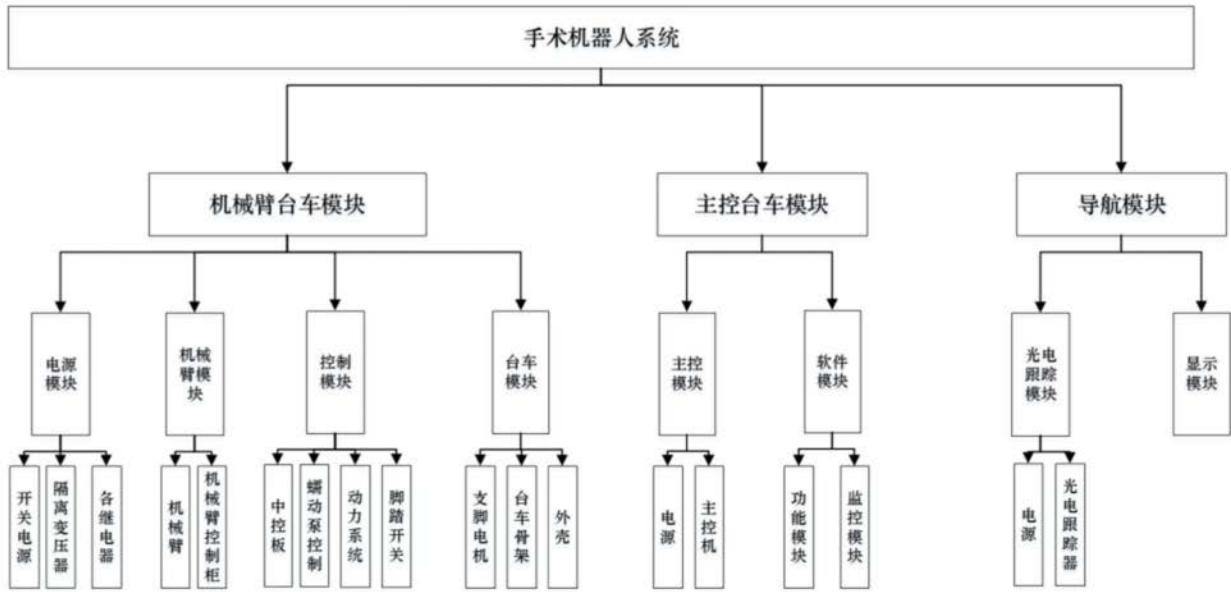 手术机器人系统
机械臂台车模块
主控台车模块
导航模块
电源
模块
机械
臂模
块
控制
模块
台车
模块
主控
模块
软件
模块
光电
跟踪
模块
显示
模块
开关电源
隔离变压器
各继电器
机械臂
机械臂控制柜
中控板
蠕动泵控制
动力系统
脚踏开关
支脚电机
台车骨架
外壳
电源
主控机
功能模块
监控模块
电源
光电跟踪器